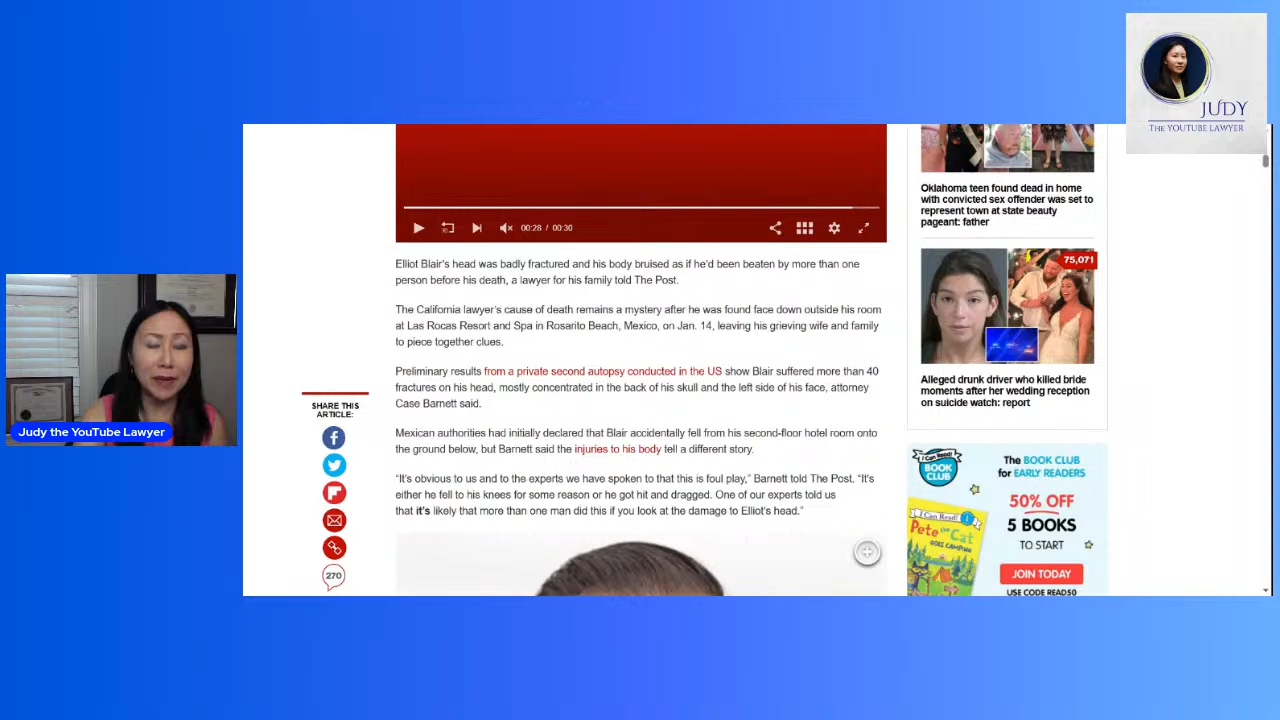 JUDY
THE YOUTUBE LAWYER
Judy the YouTube Lawyer
00:28 / 00:30
Elliot Blair's head was badly fractured and his body bruised as if he'd been beaten by more than one
person before his death, a lawyer for his family told The Post.
The California lawyer's cause of death remains a mystery after he was found face down outside his room
at Las Rocas Resort and Spa in Rosarito Beach, Mexico, on Jan. 14, leaving his grieving wife and family
to piece together clues.
Preliminary results from a private second autopsy conducted in the US show Blair suffered more than 40
fractures on his head, mostly concentrated in the back of his skull and the left side of his face, attorney
Case Barnett said.
Mexican authorities had initially declared that Blair accidentally fell from his second-floor hotel room onto
the ground below, but Barnett said the injuries to his body tell a different story.
“It's obvious to us and to the experts we have spoken to that this is foul play,” Barnett told The Post. “It's
either he fell to his knees for some reason or he got hit and dragged. One of our experts told us
that it's likely that more than one man did this if you look at the damage to Elliot's head.”
SHARE THIS
ARTICLE:
270
Oklahoma teen found dead in home
with convicted sex offender was set to
represent town at state beauty
pageant: father
75,071
Alleged drunk driver who killed bride
moments after her wedding reception
on suicide watch: report
I Can Read!
BOOK
CLUB
The BOOK CLUB
for EARLY READERS
50% OFF
5 BOOKS
TO START
JOIN TODAY
USE CODE READ50
I Can Read!
Pete the Cat
GOES CAMPING